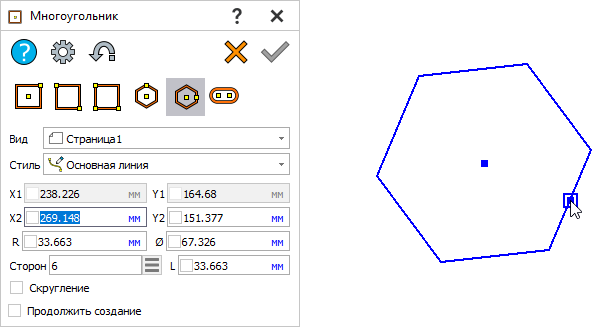 Многоугольник ? ×
?
Вид Страница1
Стиль Основная линия
X1 238.226 мм Y1 164.68 мм
X2 269.148 мм Y2 151.377 мм
R 33.663 мм Ø 67.326 мм
Сторон 6 L 33.663 мм
Скругление
Продолжить создание